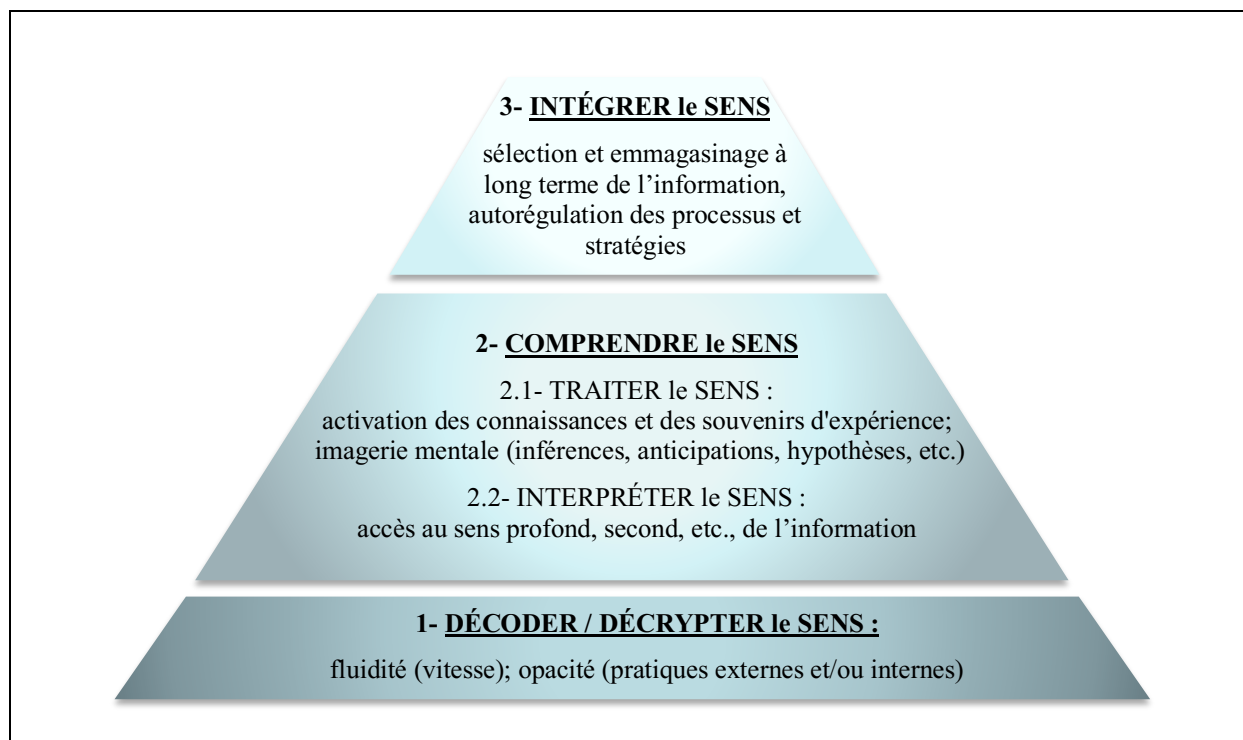 3- INTÉGRER le SENS
sélection et emmagasinage à
long terme de l’information,
autorégulation des processus et
stratégies
2- COMPRENDRE le SENS
2.1- TRAITER le SENS :
activation des connaissances et des souvenirs d'expérience;
imagerie mentale (inférences, anticipations, hypothèses, etc.)
2.2- INTERPRÉTER le SENS :
accès au sens profond, second, etc., de l’information
1- DÉCODER / DÉCRYPTER le SENS :
fluidité (vitesse); opacité (pratiques externes et/ou internes)